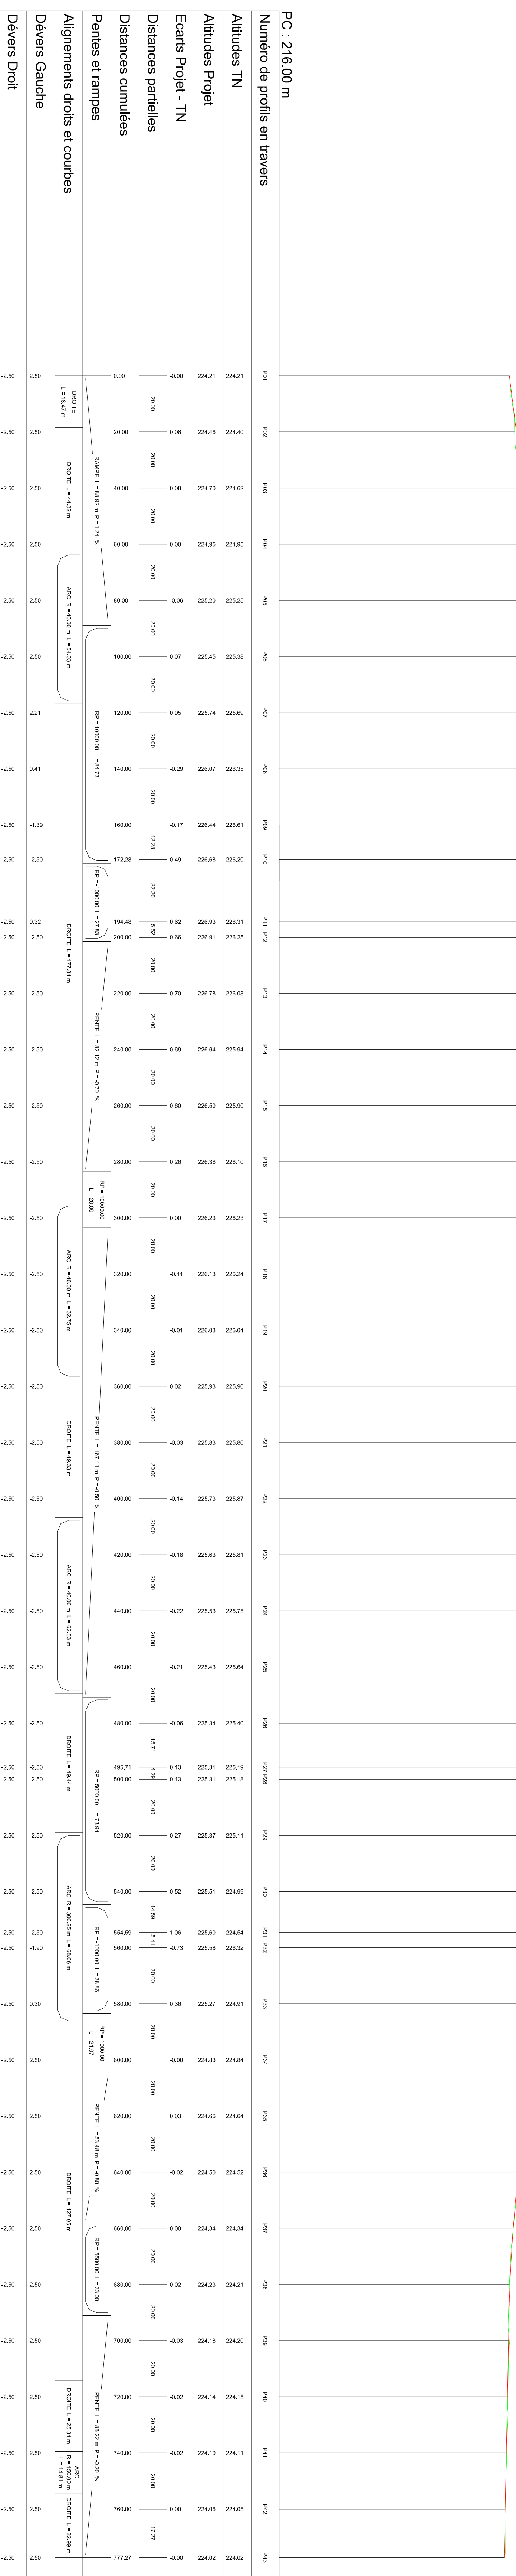 PC : 216.00 m
Numéro de profils en travers P01 P02 P03 P04 P05 P06 P07 P08 P09 P10 P11 P12 P13 P14 P15 P16 P17 P18 P19 P20 P21 P22 P23 P24 P25 P26 P27 P28 P29 P30 P31 P32 P33 P34 P35 P36 P37 P38 P39 P40 P41 P42 P43
Altitudes TN 224.21 224.40 224.62 224.95 225.25 225.38 225.69 226.35 226.61 226.20 226.31 226.25 226.08 225.94 225.90 226.10 226.23 226.24 226.04 225.90 225.86 225.87 225.81 225.75 225.64 225.40 225.19 225.18 225.11 224.99 224.54 226.32 224.91 224.84 224.64 224.52 224.34 224.21 224.20 224.15 224.11 224.05 224.02
Altitudes Projet 224.21 224.46 224.70 224.95 225.20 225.45 225.74 226.07 226.44 226.68 226.93 226.91 226.78 226.64 226.50 226.36 226.23 226.13 226.03 225.93 225.83 225.73 225.63 225.53 225.43 225.34 225.31 225.31 225.37 225.51 225.60 225.58 225.27 224.83 224.66 224.50 224.34 224.23 224.18 224.14 224.10 224.06 224.02
Ecarts Projet - TN -0.00 0.06 0.08 0.00 -0.06 0.07 0.05 -0.29 -0.17 0.49 0.62 0.66 0.70 0.69 0.60 0.26 0.00 -0.11 -0.01 0.02 -0.03 -0.14 -0.18 -0.22 -0.21 -0.06 0.13 0.13 0.27 0.52 1.06 -0.73 0.36 -0.00 0.03 -0.02 0.00 0.02 -0.03 -0.02 -0.02 0.00 -0.00
Distances partielles 20.00 20.00 20.00 20.00 20.00 20.00 20.00 20.00 12.28 22.20 5.52 20.00 20.00 20.00 20.00 20.00 20.00 20.00 20.00 20.00 20.00 20.00 20.00 20.00 20.00 15.71 4.29 20.00 20.00 14.59 5.41 20.00 20.00 20.00 20.00 20.00 20.00 20.00 20.00 20.00 20.00 17.27
Distances cumulées 0.00 20.00 40.00 60.00 80.00 100.00 120.00 140.00 160.00 172.28 194.48 200.00 220.00 240.00 260.00 280.00 300.00 320.00 340.00 360.00 380.00 400.00 420.00 440.00 460.00 480.00 495.71 500.00 520.00 540.00 554.59 560.00 580.00 600.00 620.00 640.00 660.00 680.00 700.00 720.00 740.00 760.00 777.27
Pentes et rampes RAMPE L = 88.92 m P = 1.24 % RP = 10000.00 L = 84.73 RP = -1000.00 L = 27.83 PENTE L = 82.12 m P = -0.70 % RP = 10000.00 L = 20.00 PENTE L = 167.11 m P = -0.50 % RP = 5000.00 L = 73.94 RP = -1000.00 L = 38.86 RP = 1000.00 L = 21.07 PENTE L = 53.48 m P = -0.80 % RP = 5500.00 L = 33.00 PENTE L = 86.22 m P = -0.20 %
Alignements droits et courbes DROITE L = 18.47 m DROITE L = 44.32 m ARC R = 40.00 m L = 54.03 m DROITE L = 177.84 m ARC R = 40.00 m L = 62.75 m DROITE L = 49.33 m ARC R = 40.00 m L = 62.83 m DROITE L = 49.44 m ARC R = 300.25 m L = 68.06 m DROITE L = 127.05 m DROITE L = 25.34 m ARC R = 150.00 m L = 14.81 m DROITE L = 22.99 m
Dévers Gauche 2.50 2.50 2.50 2.50 2.50 2.50 2.21 0.41 -1.39 -2.50 0.32 -2.50 -2.50 -2.50 -2.50 -2.50 -2.50 -2.50 -2.50 -2.50 -2.50 -2.50 -2.50 -2.50 -2.50 -2.50 -2.50 -2.50 -2.50 -2.50 -2.50 -1.90 0.30 2.50 2.50 2.50 2.50 2.50 2.50 2.50 2.50 2.50 2.50
Dévers Droit -2.50 -2.50 -2.50 -2.50 -2.50 -2.50 -2.50 -2.50 -2.50 -2.50 -2.50 -2.50 -2.50 -2.50 -2.50 -2.50 -2.50 -2.50 -2.50 -2.50 -2.50 -2.50 -2.50 -2.50 -2.50 -2.50 -2.50 -2.50 -2.50 -2.50 -2.50 -2.50 -2.50 -2.50 -2.50 -2.50 -2.50 -2.50 -2.50 -2.50 -2.50 -2.50 -2.50